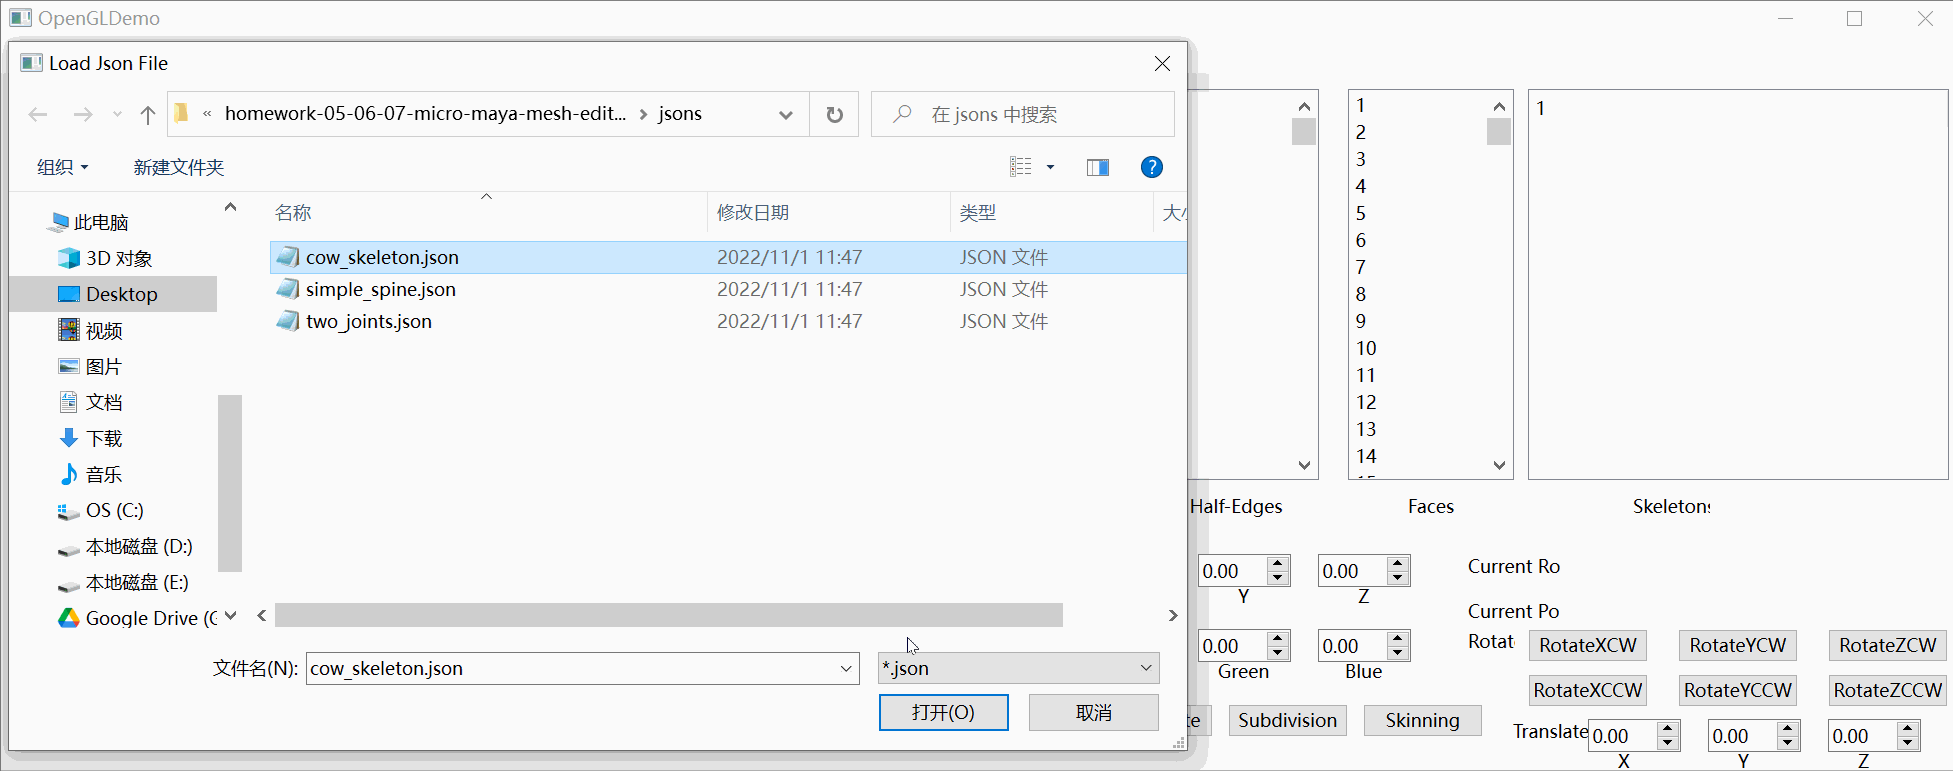 OpenGLDemo
Load Json File
« homework-05-06-07-micro-maya-mesh-edit... > jsons
在 jsons 中搜索
组织
新建文件夹
名称 修改日期 类型 大小
此电脑
3D 对象
Desktop
视频
图片
文档
下载
音乐
OS (C:)
本地磁盘 (D:)
本地磁盘 (E:)
Google Drive (G
cow_skeleton.json 2022/11/1 11:47 JSON 文件
simple_spine.json 2022/11/1 11:47 JSON 文件
two_joints.json 2022/11/1 11:47 JSON 文件
文件名(N): cow_skeleton.json
*.json
打开(O)
取消
1
2
3
4
5
6
7
8
9
10
11
12
13
14
15
1
Half-Edges
Faces
Skeletons
0.00 0.00
Y Z
0.00 0.00
Green Blue
te
Subdivision
Skinning
Current Ro
Current Po
Rotate
RotateXCW RotateYCW RotateZCW
RotateXCCW RotateYCCW RotateZCCW
Translate 0.00 0.00 0.00
X Y Z